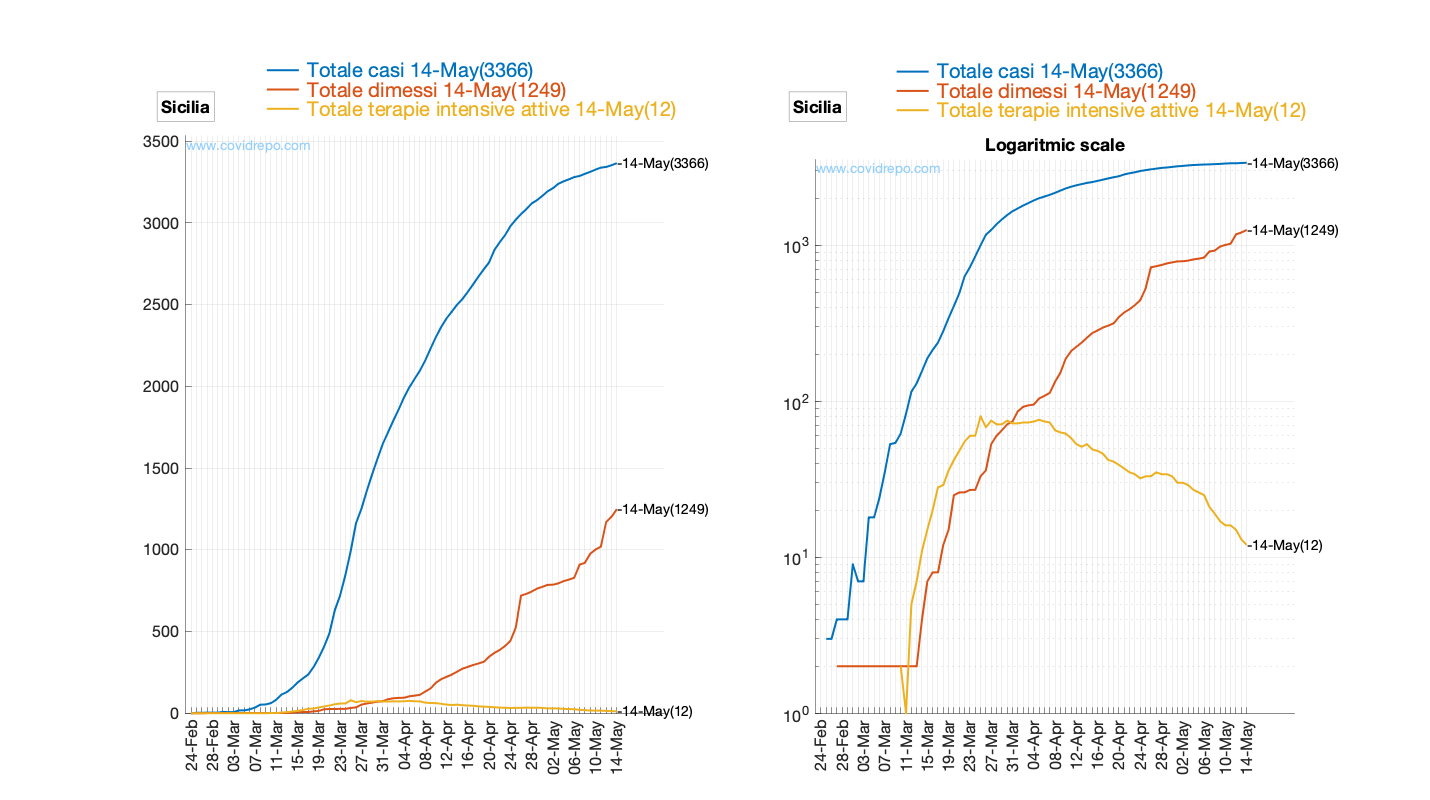 Totale casi 14-May(3366)
Totale dimessi 14-May(1249)
Totale terapie intensive attive 14-May(12)
Sicilia
www.covidrepo.com
3500
3000
2500
2000
1500
1000
500
0
-14-May(3366)
-14-May(1249)
-14-May(12)
24-Feb
28-Feb
03-Mar
07-Mar
11-Mar
15-Mar
19-Mar
23-Mar
27-Mar
31-Mar
04-Apr
08-Apr
12-Apr
16-Apr
20-Apr
24-Apr
28-Apr
02-May
06-May
10-May
14-May
Totale casi 14-May(3366)
Totale dimessi 14-May(1249)
Totale terapie intensive attive 14-May(12)
Sicilia
Logaritmic scale
www.covidrepo.com
10³
10²
10¹
10⁰
-14-May(3366)
-14-May(1249)
-14-May(12)
24-Feb
28-Feb
03-Mar
07-Mar
11-Mar
15-Mar
19-Mar
23-Mar
27-Mar
31-Mar
04-Apr
08-Apr
12-Apr
16-Apr
20-Apr
24-Apr
28-Apr
02-May
06-May
10-May
14-May